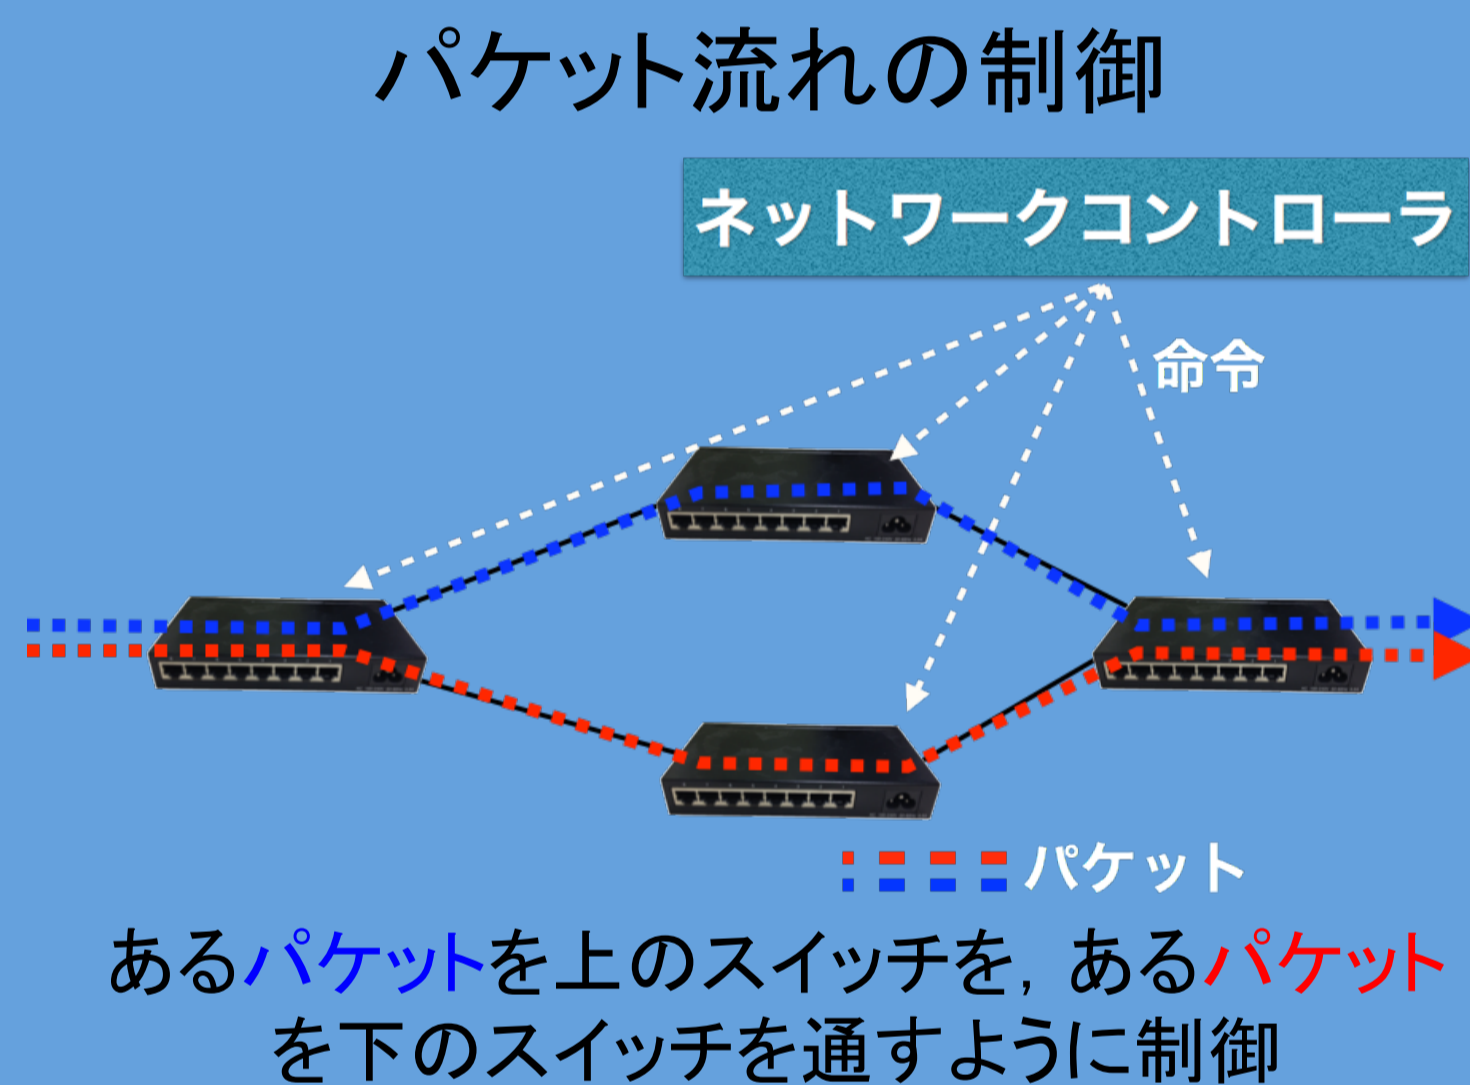 パケット流れの制御
ネットワークコントローラ
命令
パケット
あるパケットを上のスイッチを, あるパケット
を下のスイッチを通すように制御